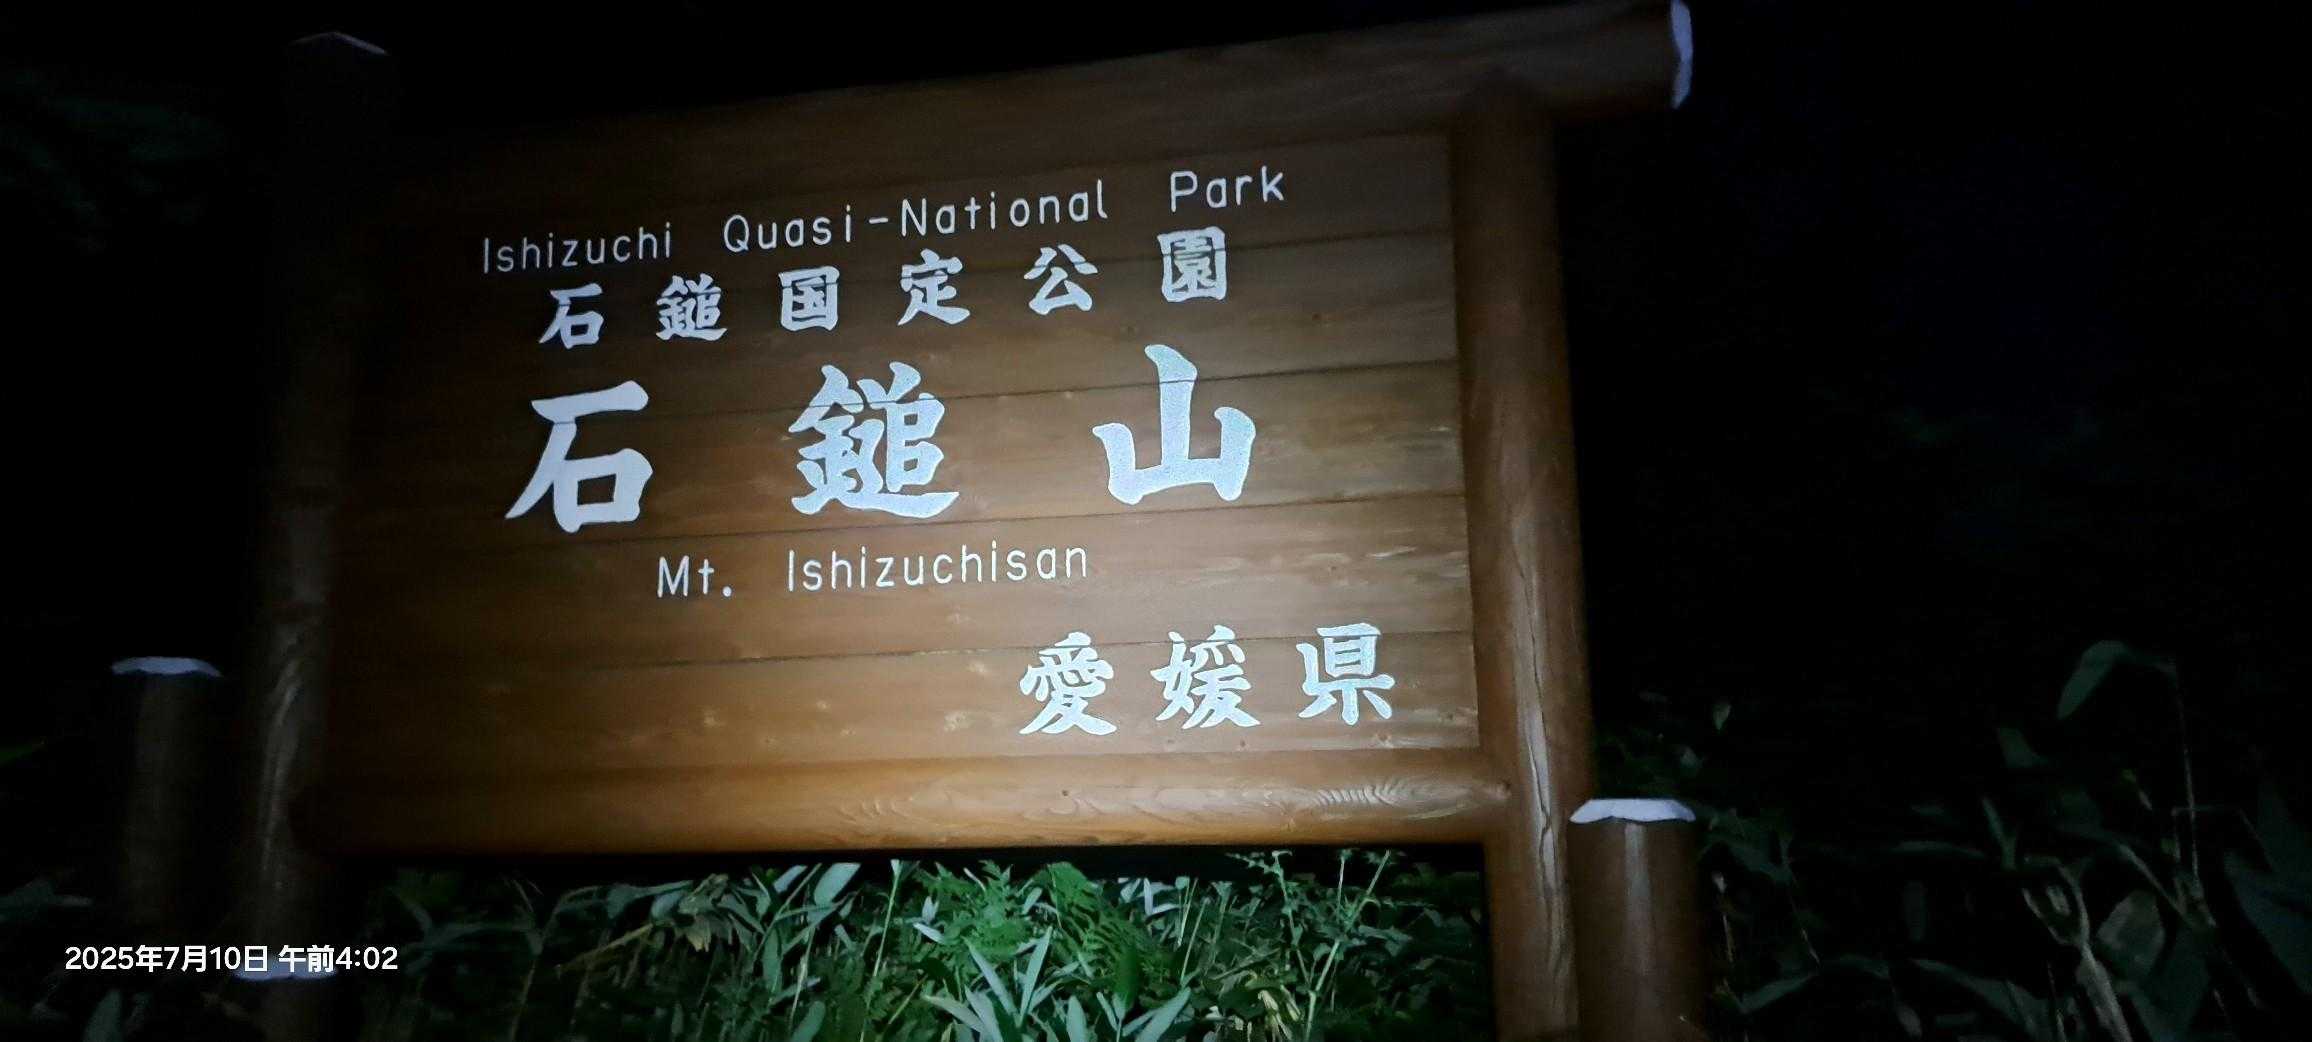 Ishizuchi Quasi-National Park
石鎚国定公園
石鎚山
Mt. Ishizuchisan
愛媛県
2025年7月10日 午前4:02